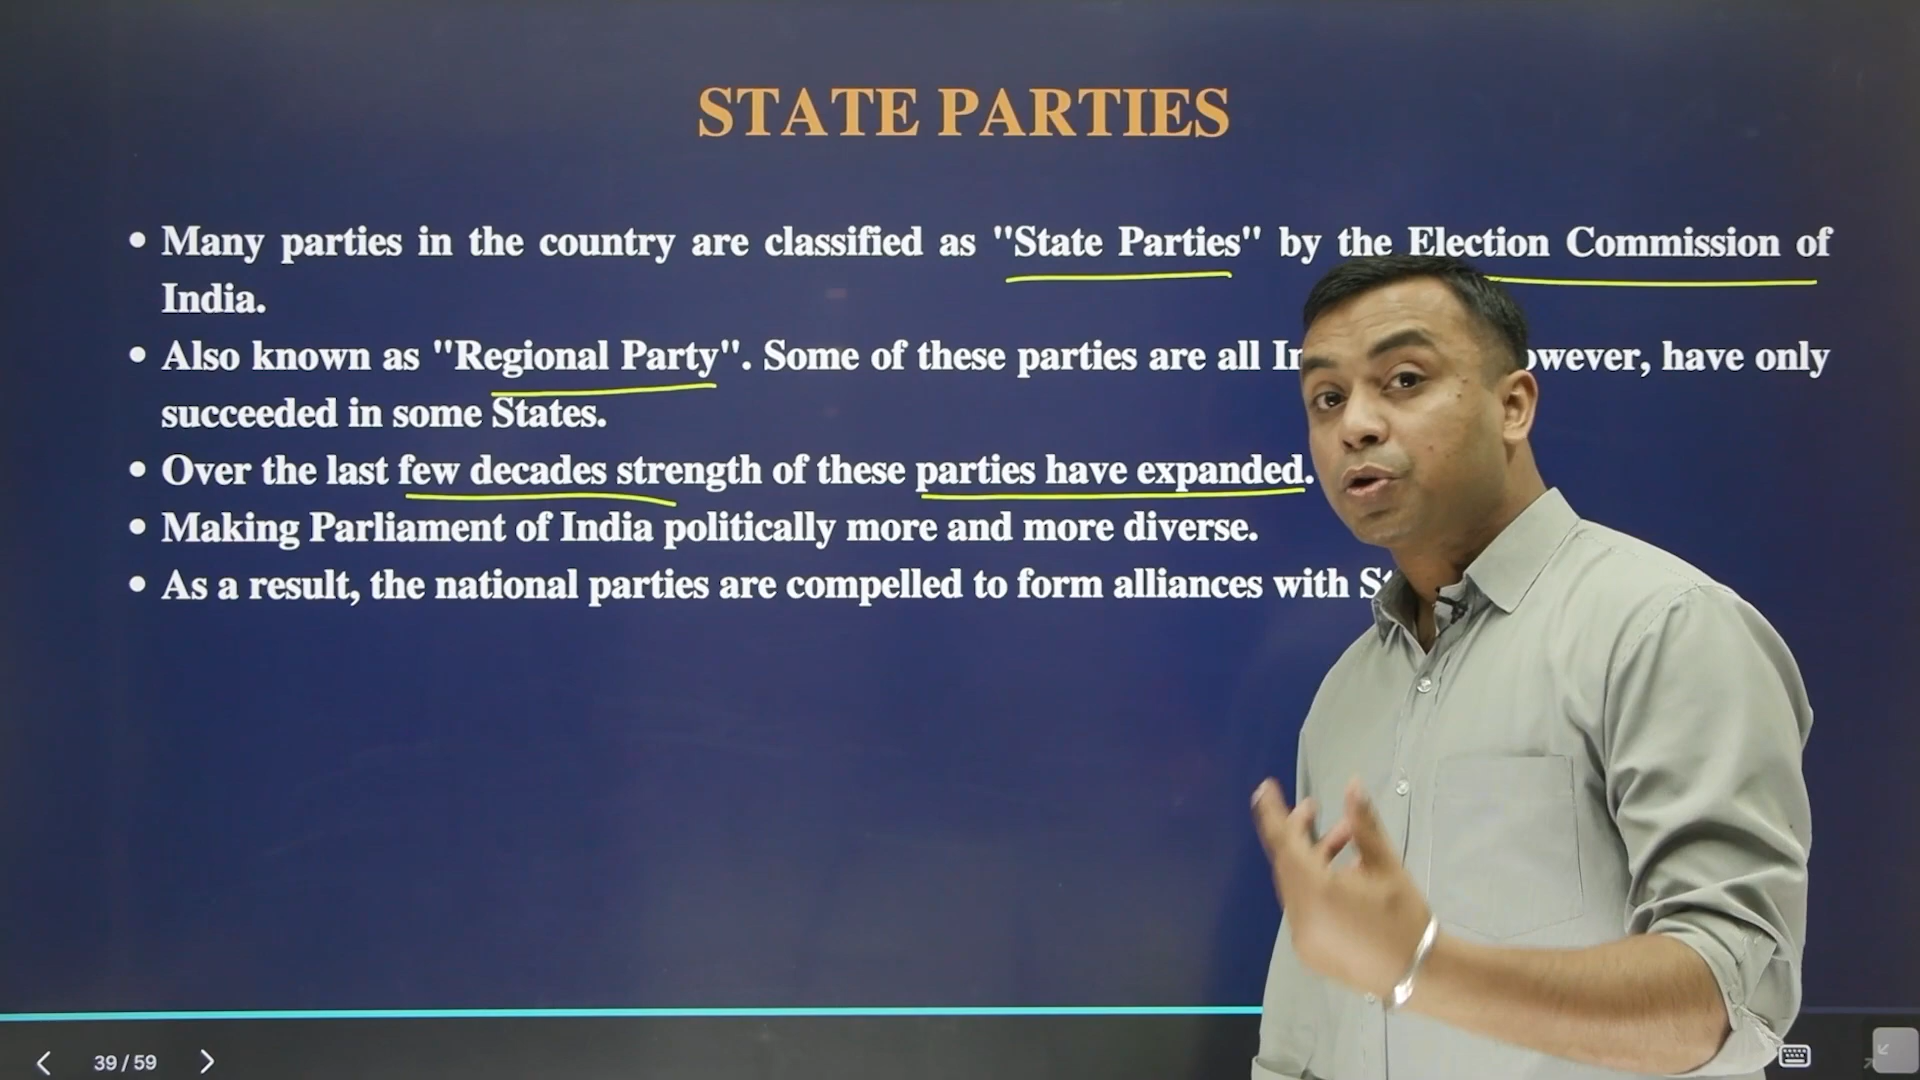 STATE PARTIES
• Many parties in the country are classified as "State Parties" by the Election Commission of
India.
• Also known as "Regional Party". Some of these parties are all however, have only
succeeded in some States.
• Over the last few decades strength of these parties have expanded.
• Making Parliament of India politically more and more diverse.
• As a result, the national parties are compelled to form alliances with
39 / 59